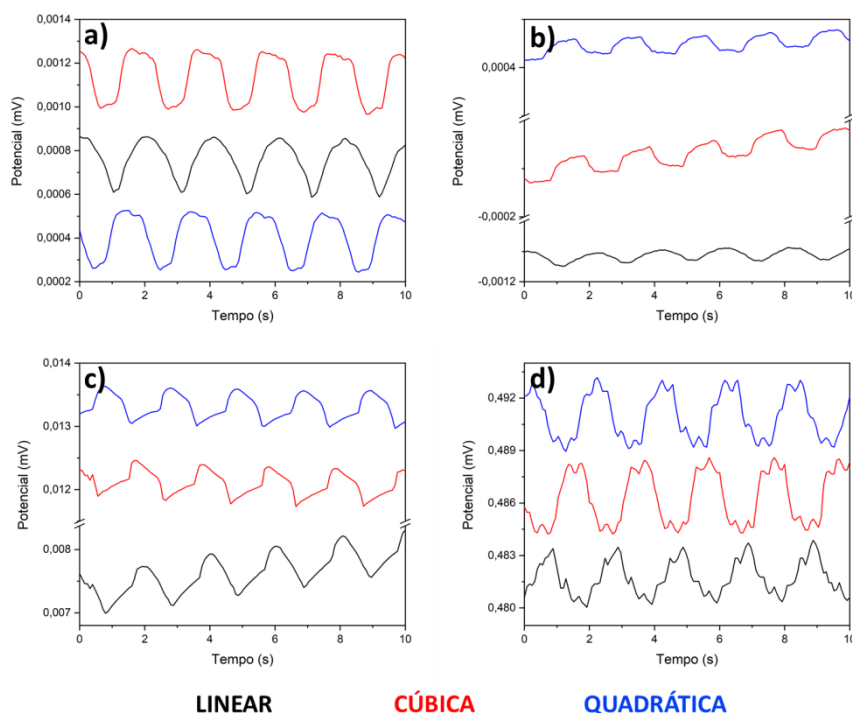 a)
0,0014
0,0012
0,0010
0,0008
0,0006
0,0004
0,0002
Potencial (mV)
0 2 4 6 8 10
Tempo (s)
b)
0,0004
-0,0002
-0,0012
Potencial (mV)
0 2 4 6 8 10
Tempo (s)
c)
0,014
0,013
0,012
0,008
0,007
Potencial (mV)
0 2 4 6 8 10
Tempo (s)
d)
0,492
0,489
0,486
0,483
0,480
Potencial (mV)
0 2 4 6 8 10
Tempo (s)
LINEAR CÚBICA QUADRÁTICA